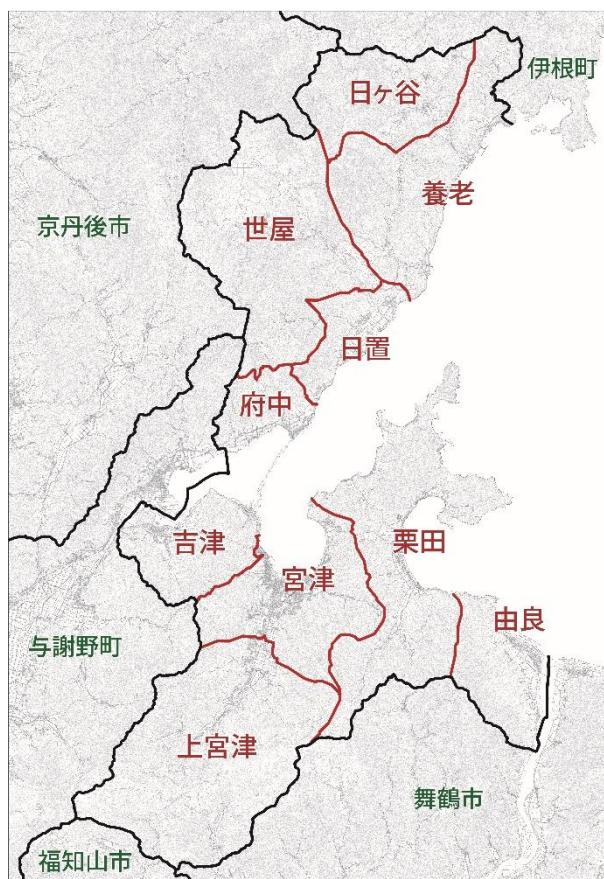 日ヶ谷
伊根町
養老
京丹後市
世屋
日置
府中
吉津
栗田
宮津
由良
与謝野町
上宮津
舞鶴市
福知山市